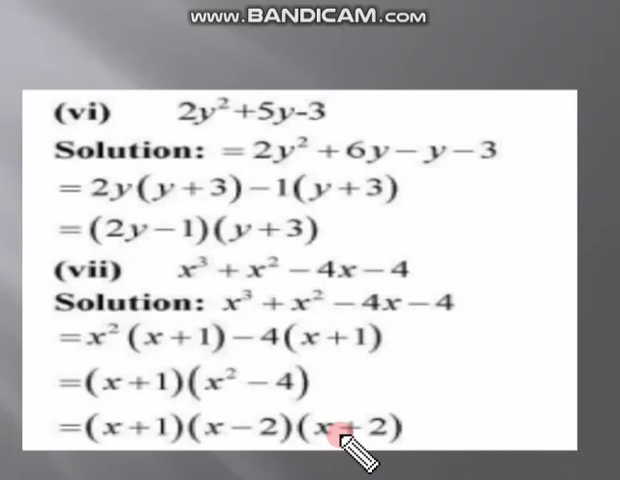 www.BANDICAM.com
(vi) 2y²+5y-3
Solution: = 2y² + 6y − y − 3
= 2y(y + 3) − 1(y + 3)
= (2y − 1)(y + 3)
(vii) x³ + x² − 4x − 4
Solution: x³ + x² − 4x − 4
= x² (x + 1) − 4(x + 1)
= (x + 1)(x² − 4)
= (x + 1)(x − 2)(x + 2)